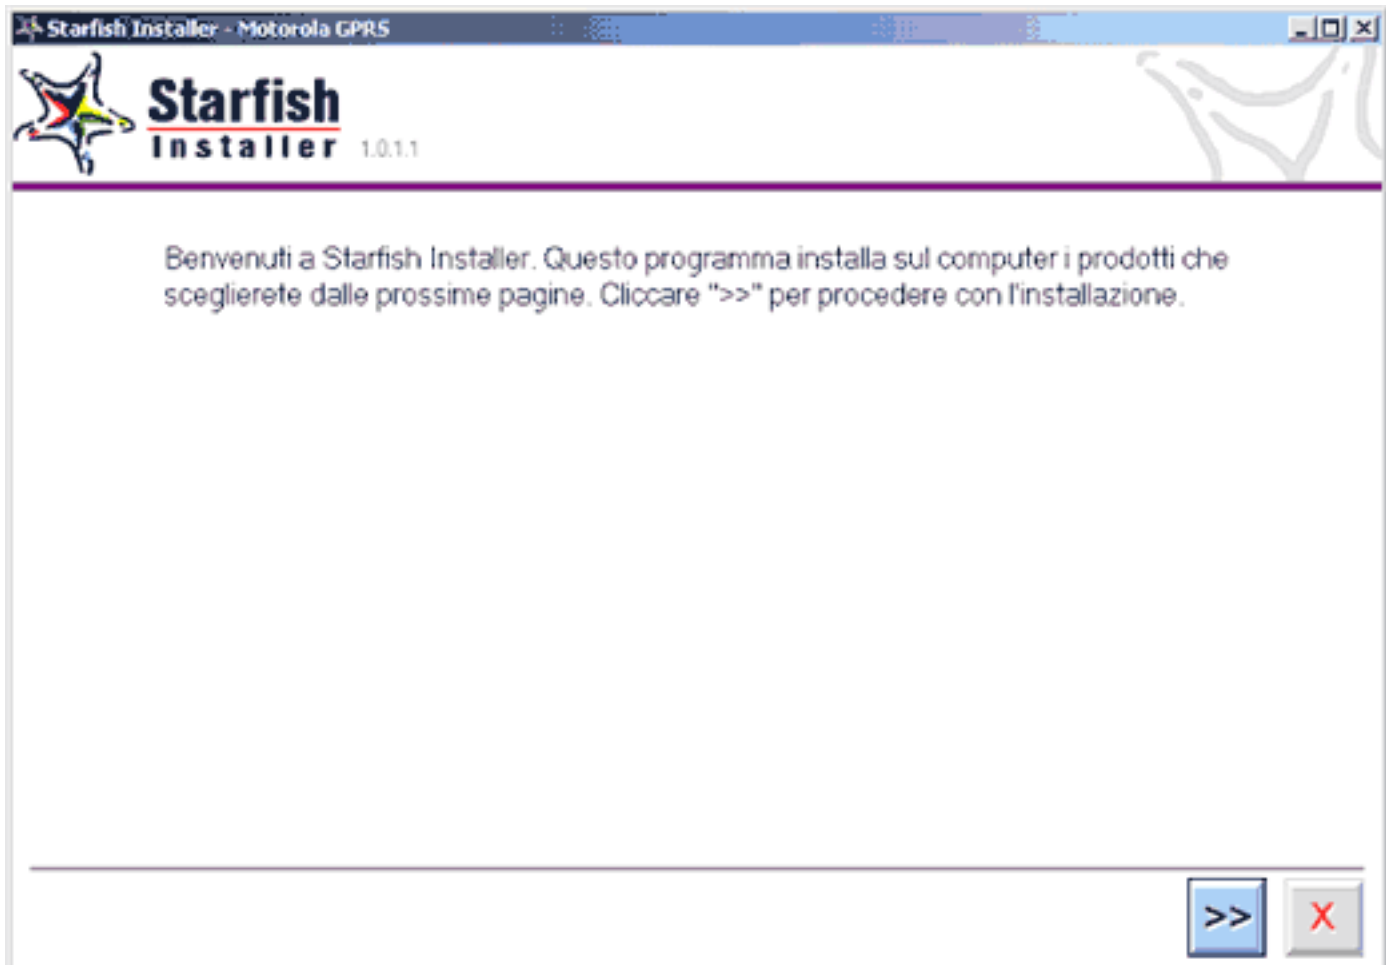 Starfish Installer - Motorola GPRS
Starfish
Installer 1.0.1.1
Benvenuti a Starfish Installer. Questo programma installa sul computer i prodotti che
sceglierete dalle prossime pagine. Cliccare ">>" per procedere con l'installazione.
>> X